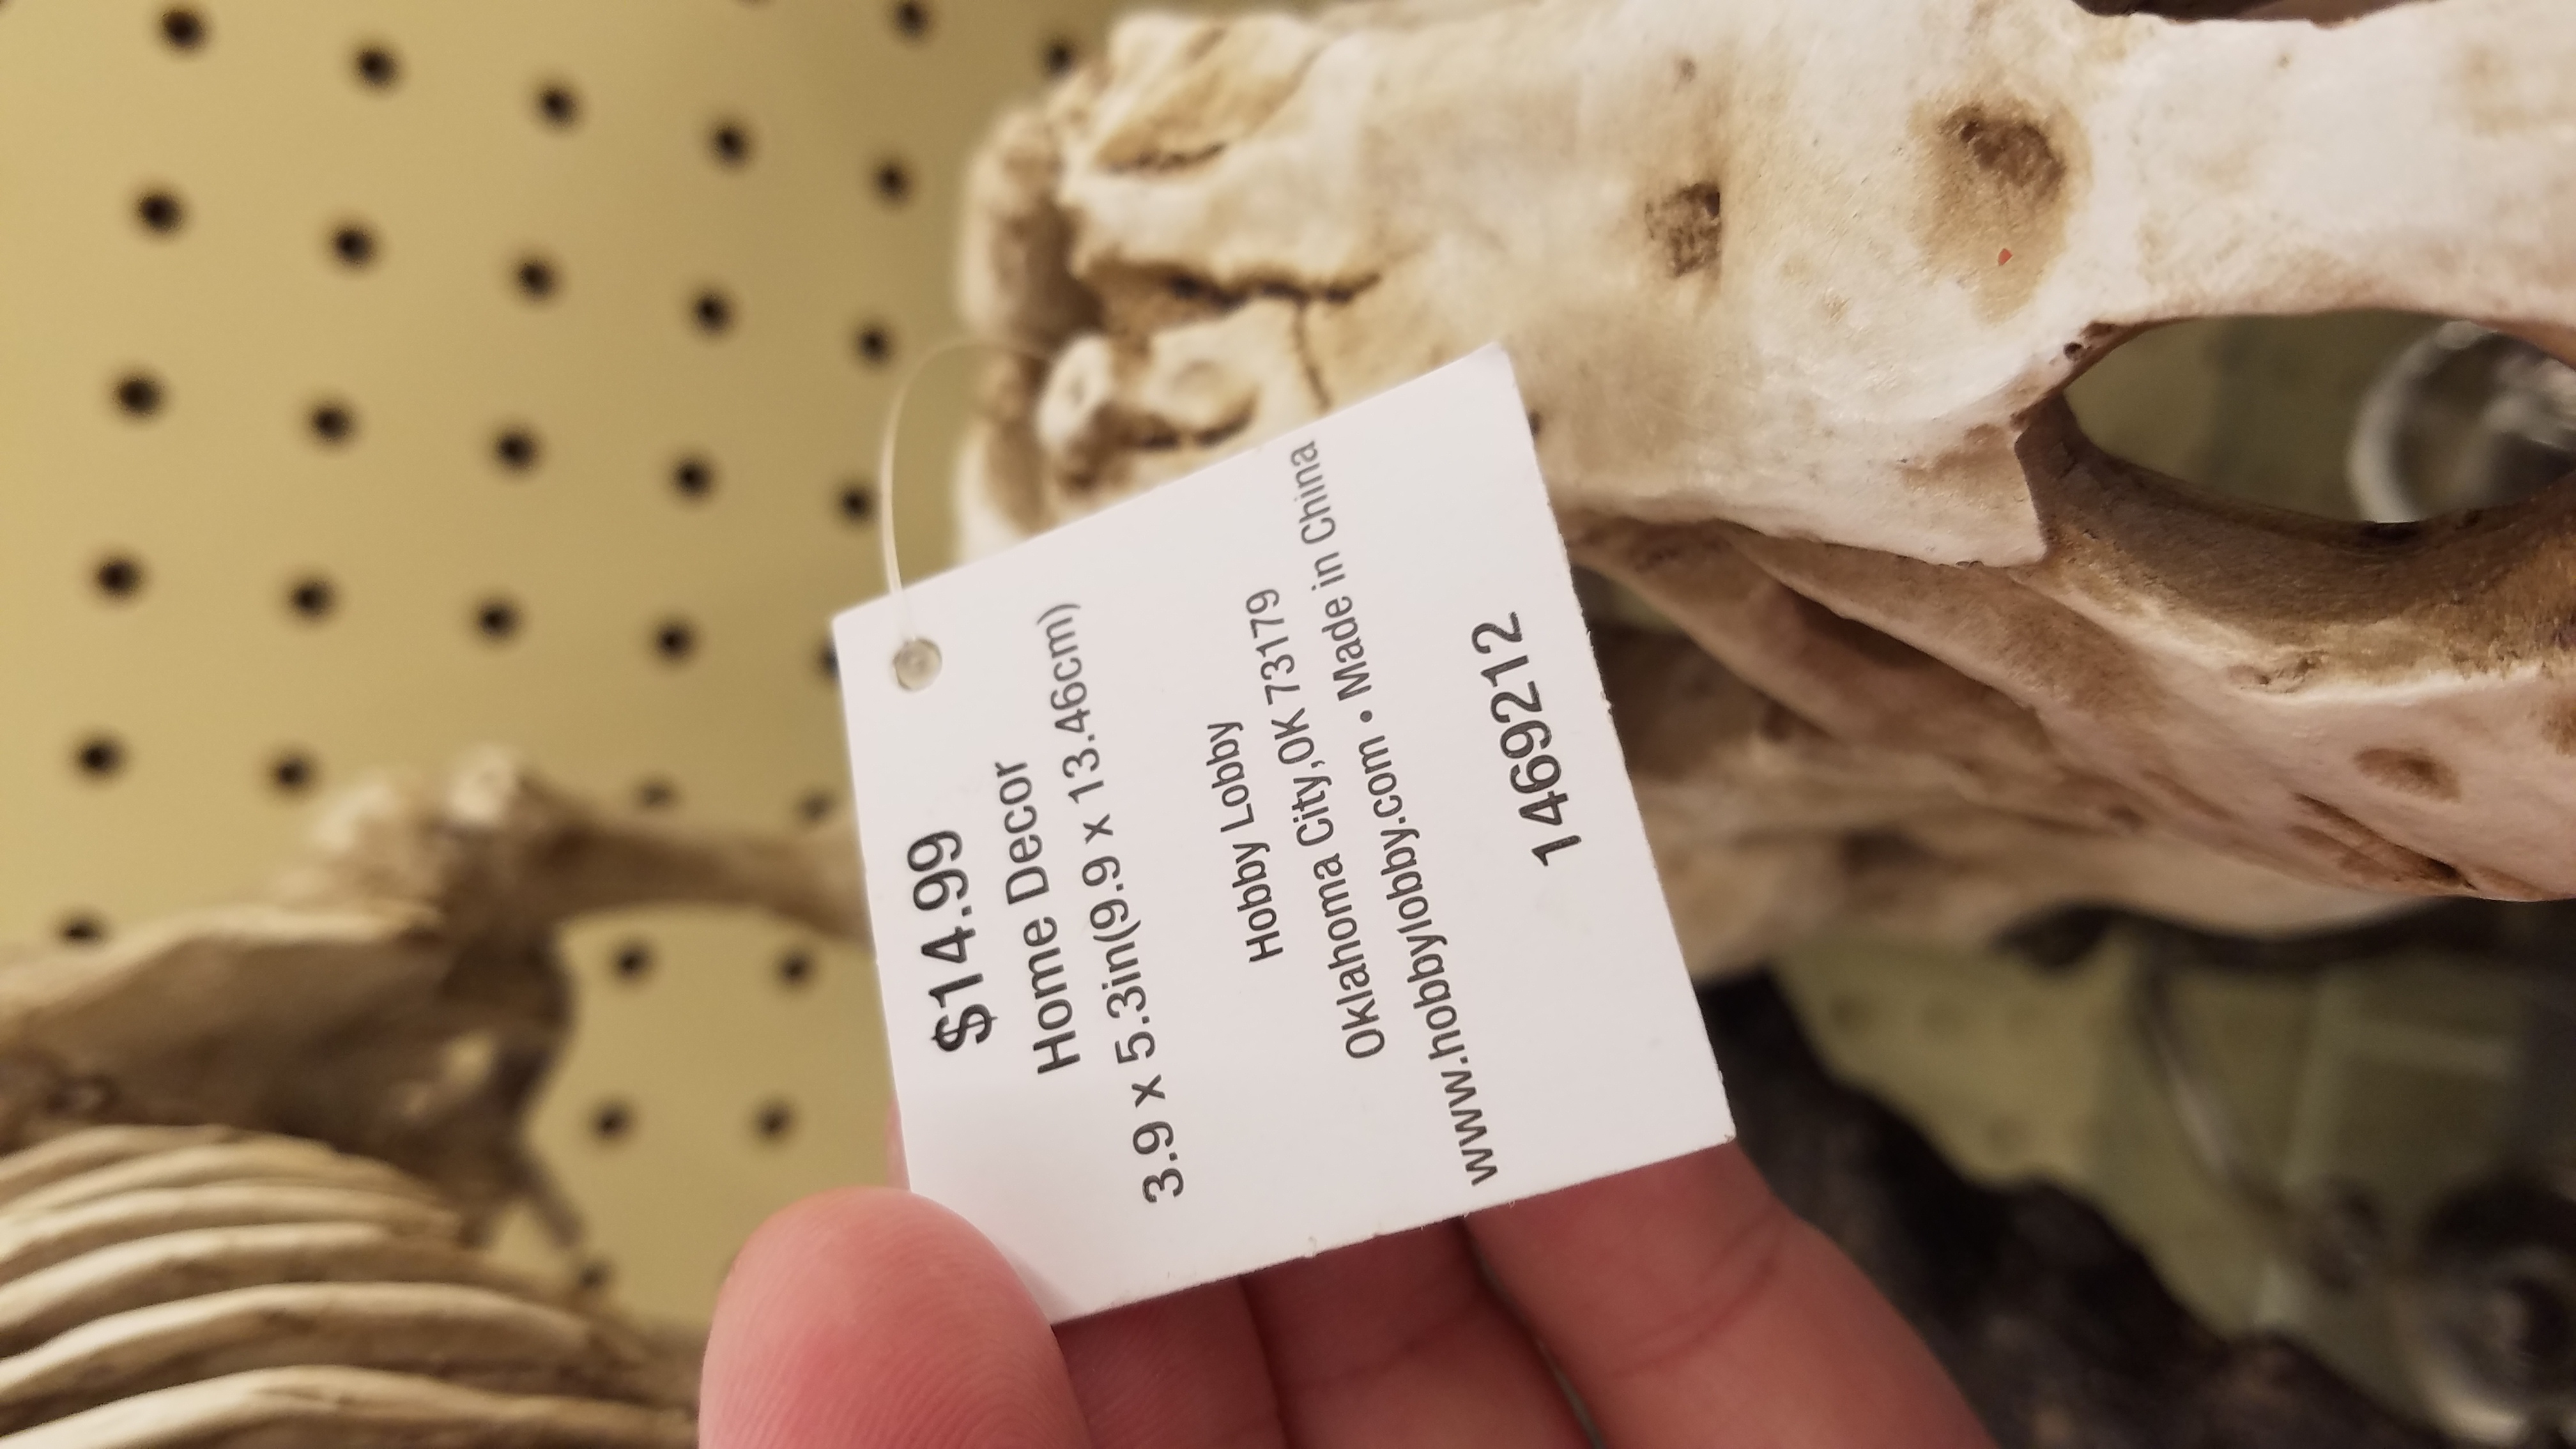 $14.99
Home Decor
3.9 x 5.3in(9.9 x 13.46cm)
Hobby Lobby
Oklahoma City,OK 73179
www.hobbylobby.com • Made in China
1469212